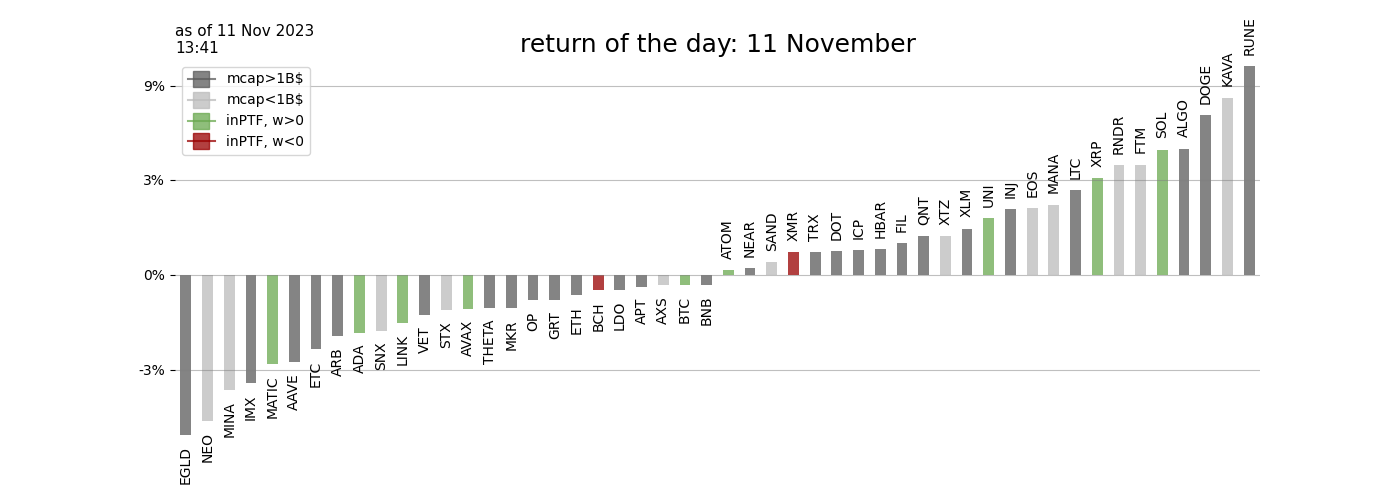 as of 11 Nov 2023
13:41
return of the day: 11 November
mcap>1B$
mcap<1B$
inPTF, w>0
inPTF, w<0
9%
3%
0%
-3%
EGLD
NEO
MINA
IMX
MATIC
AAVE
ETC
ARB
ADA
SNX
LINK
VET
STX
AVAX
THETA
MKR
OP
GRT
ETH
BCH
LDO
APT
AXS
BTC
BNB
ATOM
NEAR
SAND
XMR
TRX
DOT
ICP
HBAR
FIL
QNT
XTZ
XLM
UNI
INJ
EOS
MANA
LTC
XRP
RNDR
FTM
SOL
ALGO
DOGE
KAVA
RUNE